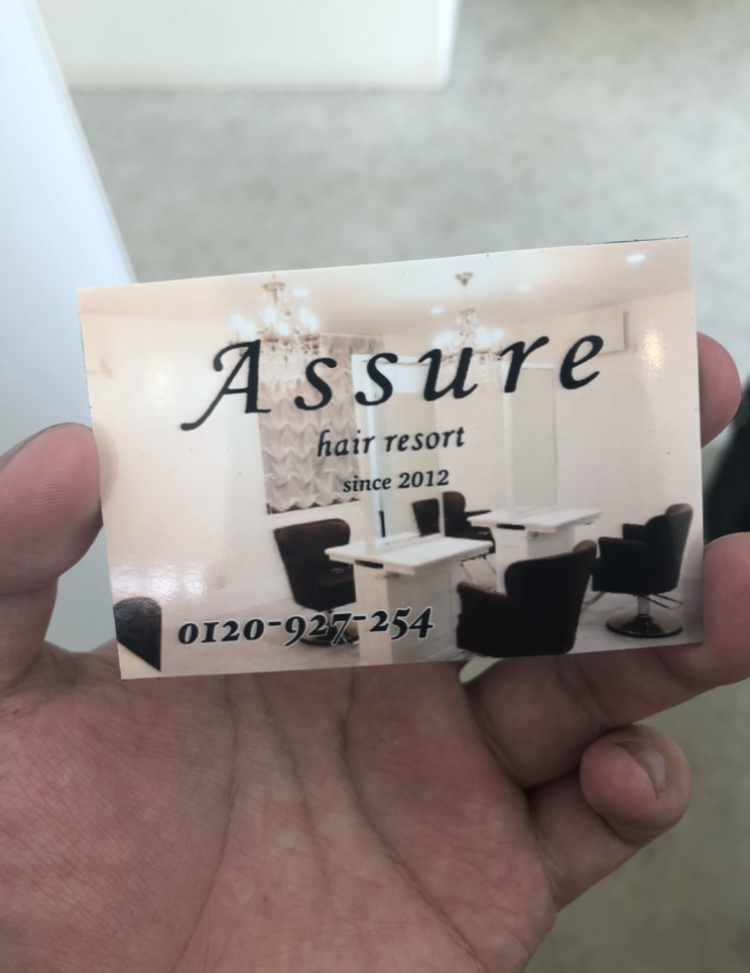 Assure
hair resort
since 2012
0120-927-254